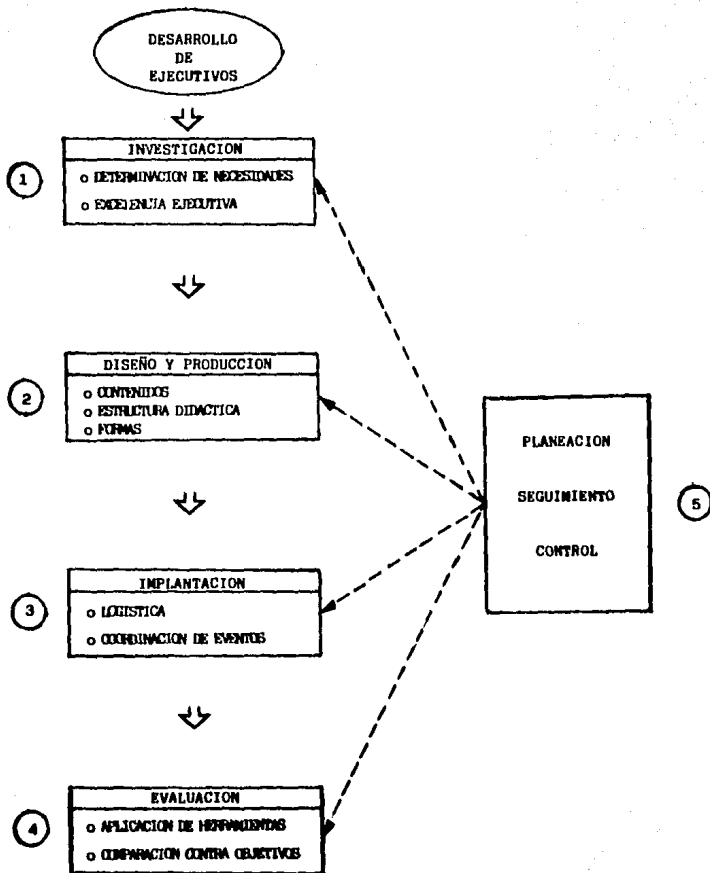 DESARROLLO
DE
EJECUTIVOS
1
INVESTIGACION
o DETERMINACION DE NECESIDADES
o EXCELENCIA EJECUTIVA
2
DISEÑO Y PRODUCCION
o CONTENIDOS
o ESTRUCTURA DIDACTICA
o FORMAS
PLANEACION
SEGUIMIENTO
CONTROL
5
3
IMPLANTACION
o LOGISTICA
o COORDINACION DE EVENTOS
4
EVALUACION
o APLICACION DE HERRAMIENTAS
o COMPARACION CONTRA OBJETIVOS